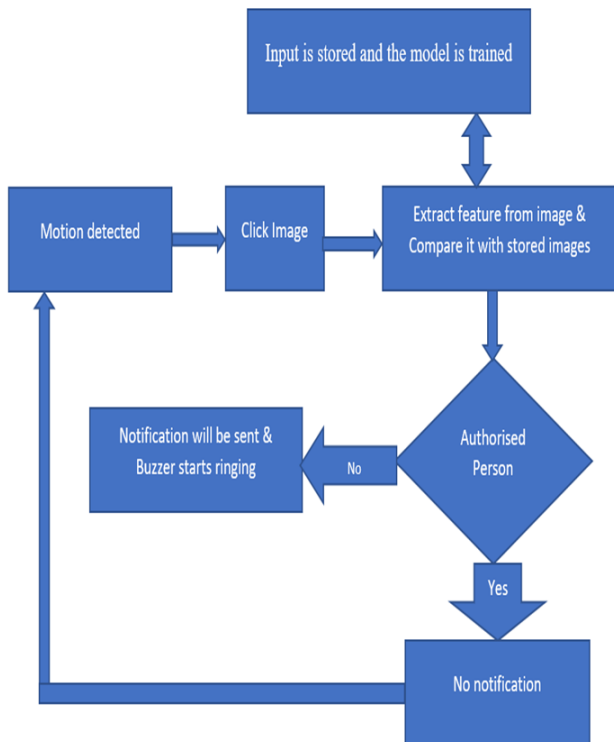 Input is stored and the model is trained
Motion detected
Click Image
Extract feature from image &
Compare it with stored images
Authorised
Person
No
Notification will be sent &
Buzzer starts ringing
Yes
No notification